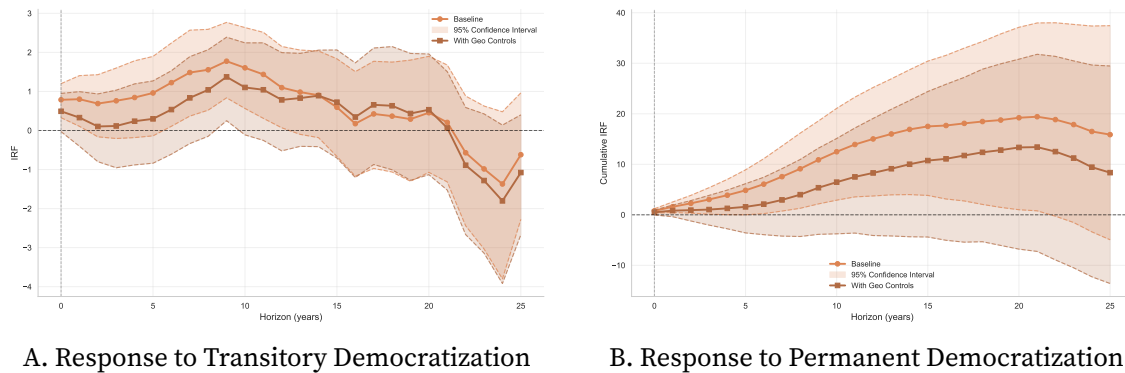 3
2
1
0
−1
−2
−3
−4
IRF
0
5
10
15
20
25
Horizon (years)
Baseline
95% Confidence Interval
With Geo Controls
A. Response to Transitory Democratization
40
30
20
10
0
−10
Cumulative IRF
0
5
10
15
20
25
Horizon (years)
Baseline
95% Confidence Interval
With Geo Controls
B. Response to Permanent Democratization